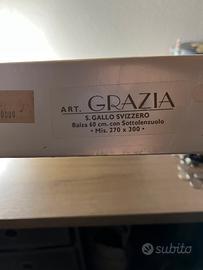 ART. GRAZIA
S. GALLO SVIZZERO
Balza 60 cm. con Sottolenzuolo
• Mis. 270 x 300 •
subito